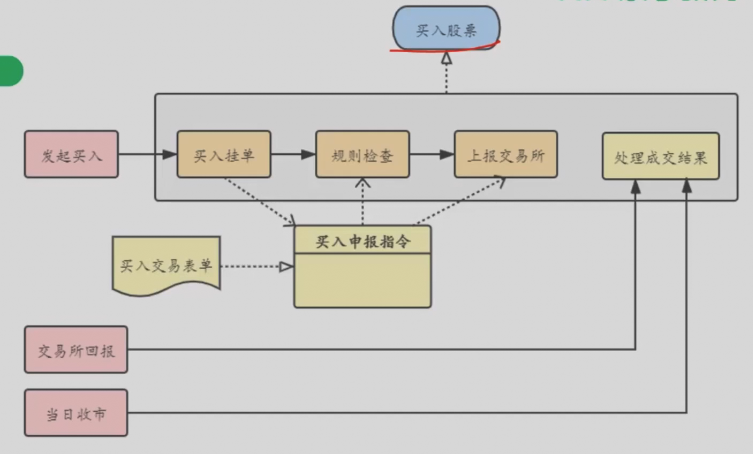 买入股票
发起买入
买入挂单
规则检查
上报交易所
处理成交结果
买入申报指令
买入交易表单
交易所回报
当日收市